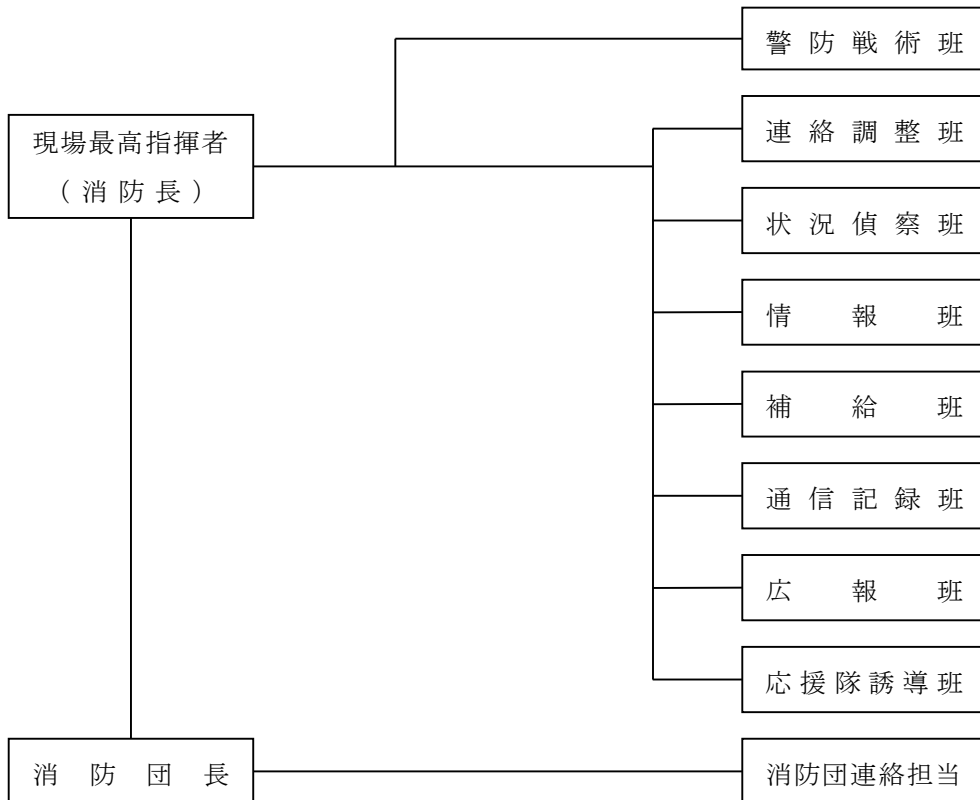 警防戦術班
連絡調整班
現場最高指揮者
（消防長）
状況偵察班
情報班
補給班
通信記録班
広報班
応援隊誘導班
消防団長
消防団連絡担当